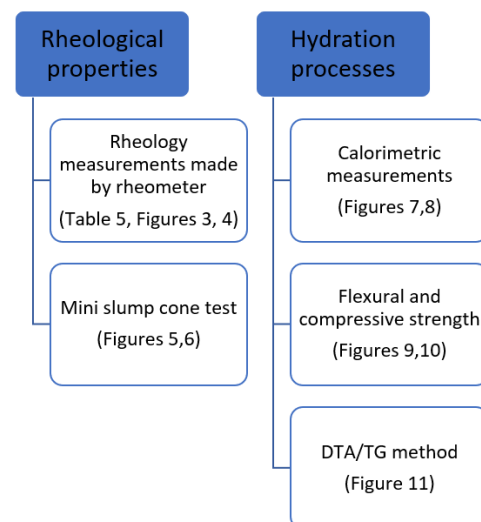 Rheological
properties
Rheology
measurements made
by rheometer
(Table 5, Figures 3, 4)
Mini slump cone test
(Figures 5,6)
Hydration
processes
Calorimetric
measurements
(Figures 7,8)
Flexural and
compressive strength
(Figures 9,10)
DTA/TG method
(Figure 11)